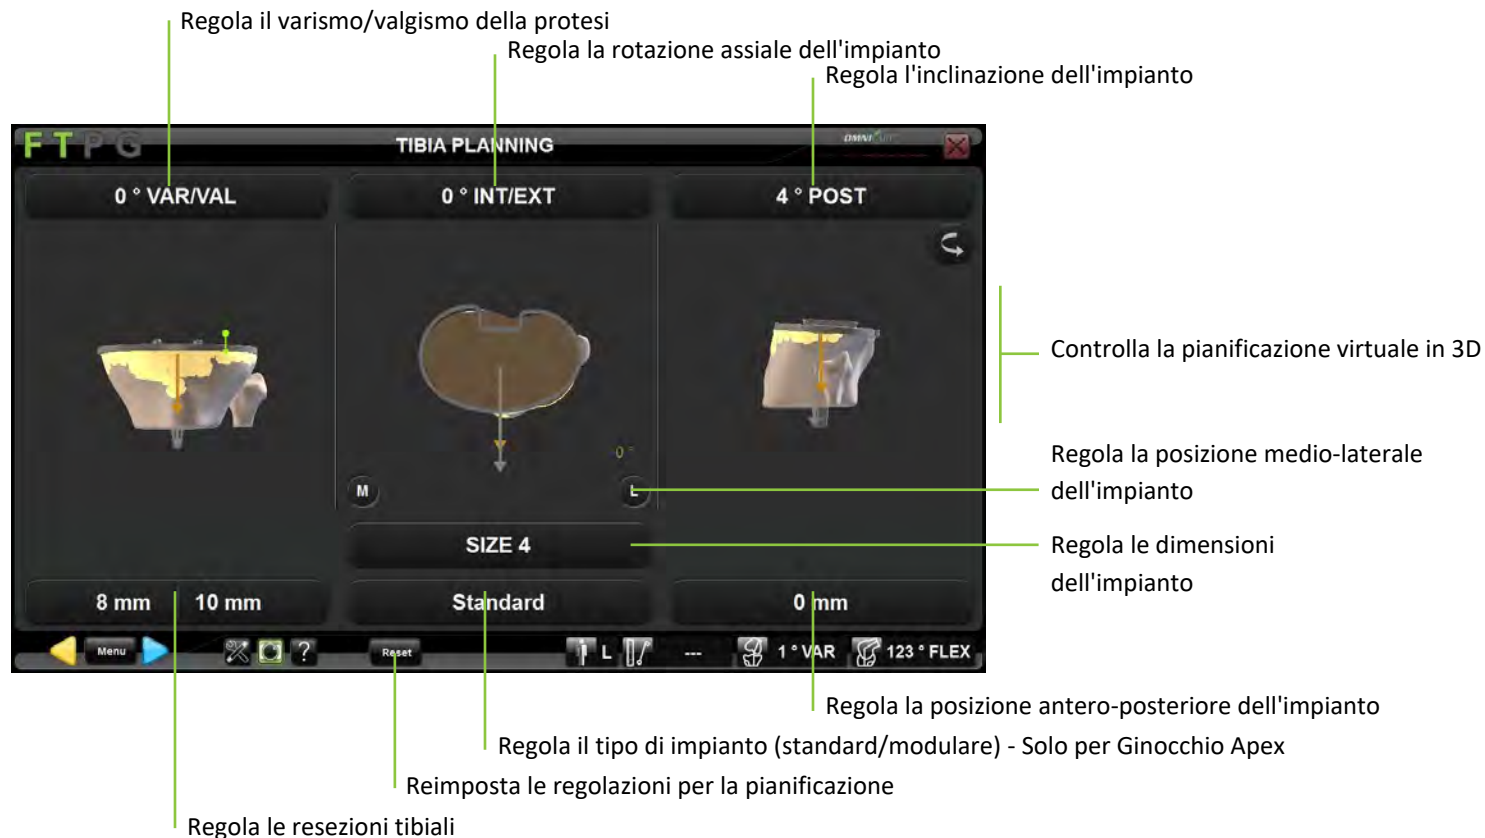 Regola il varismo/valgismo della protesi
Regola la rotazione assiale dell'impianto
Regola l'inclinazione dell'impianto
F T P G
TIBIA PLANNING
0 ° VAR/VAL
0 ° INT/EXT
4 ° POST
Controlla la pianificazione virtuale in 3D
0 °
M
L
Regola la posizione medio-laterale
dell'impianto
SIZE 4
Regola le dimensioni
dell'impianto
8 mm
10 mm
Standard
0 mm
Menu
?
Reset
L
---
1 ° VAR
123 ° FLEX
Regola la posizione antero-posteriore dell'impianto
Regola il tipo di impianto (standard/modulare) - Solo per Ginocchio Apex
Reimposta le regolazioni per la pianificazione
Regola le resezioni tibiali